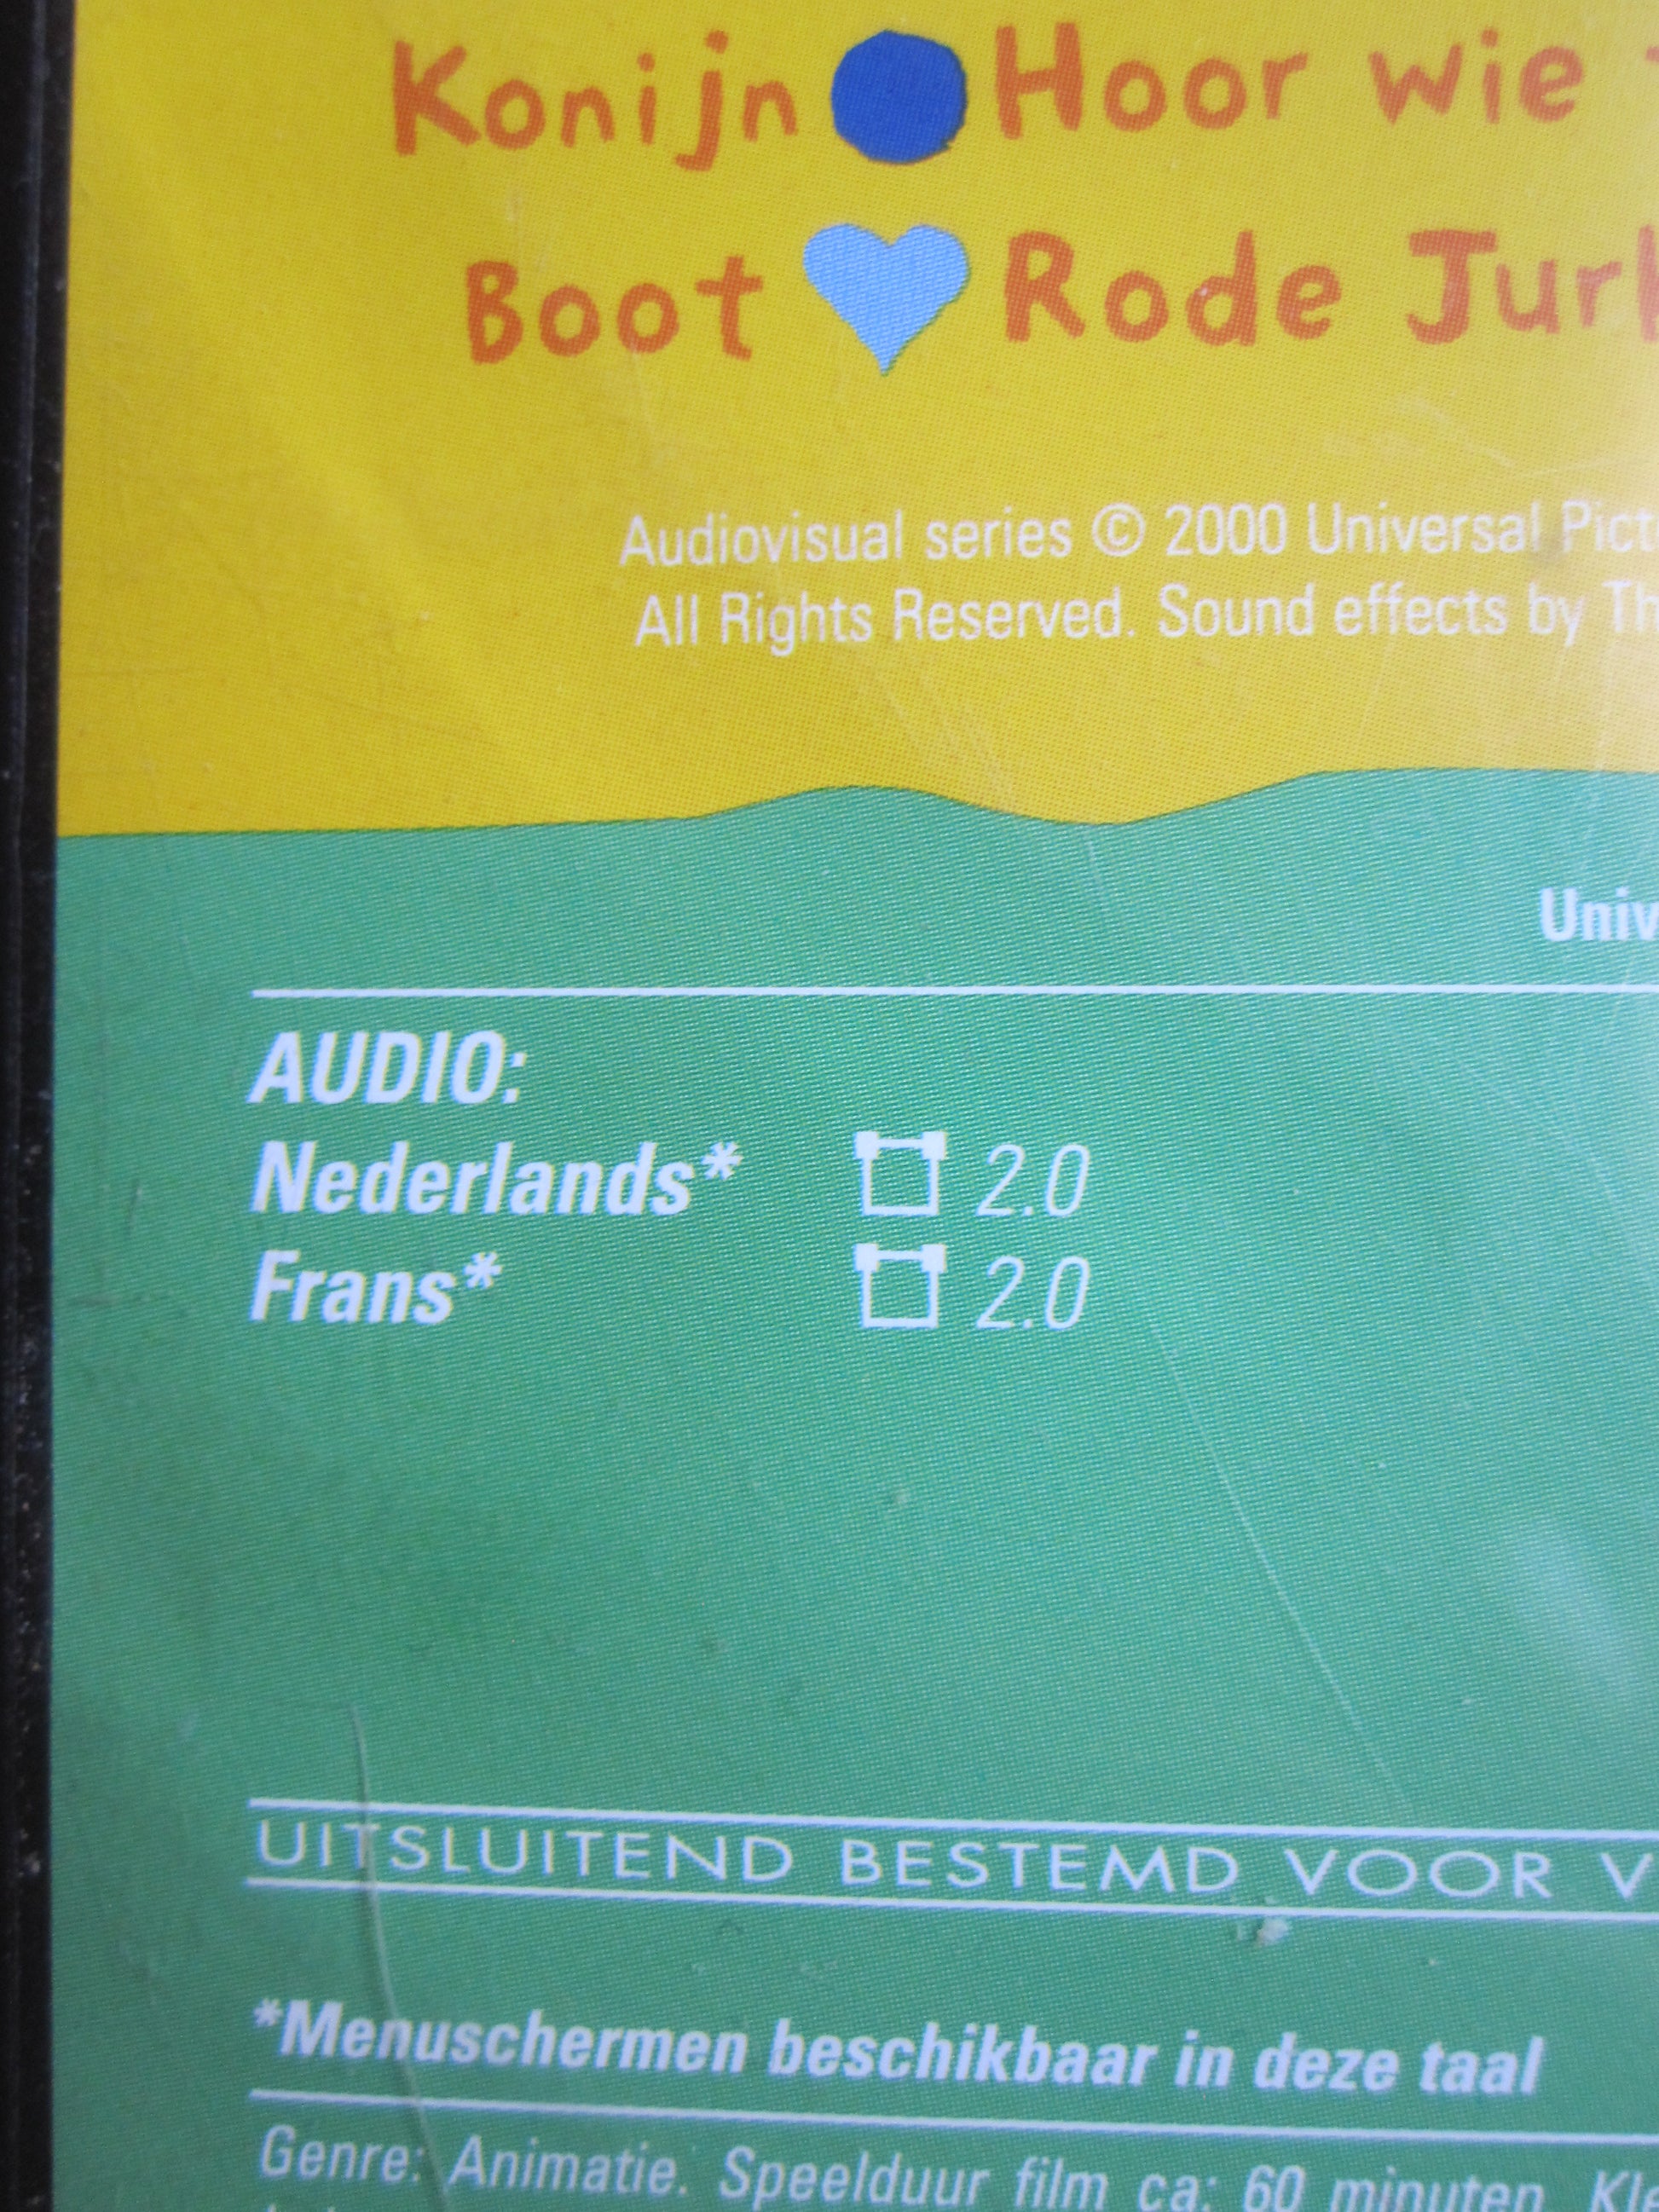 Konijn Hoor wie
Boot Rode
Audiovisual series © 2000 Universal
All Rights Reserved. Sound effects by
AUDIO:
Nederlands* 2.0
Frans* 2.0
UITSLUITEND BESTEMD VOOR
*Menuschermen beschikbaar in deze taal
Genre: Animatie. Speelduur film ca: 60 minuten.